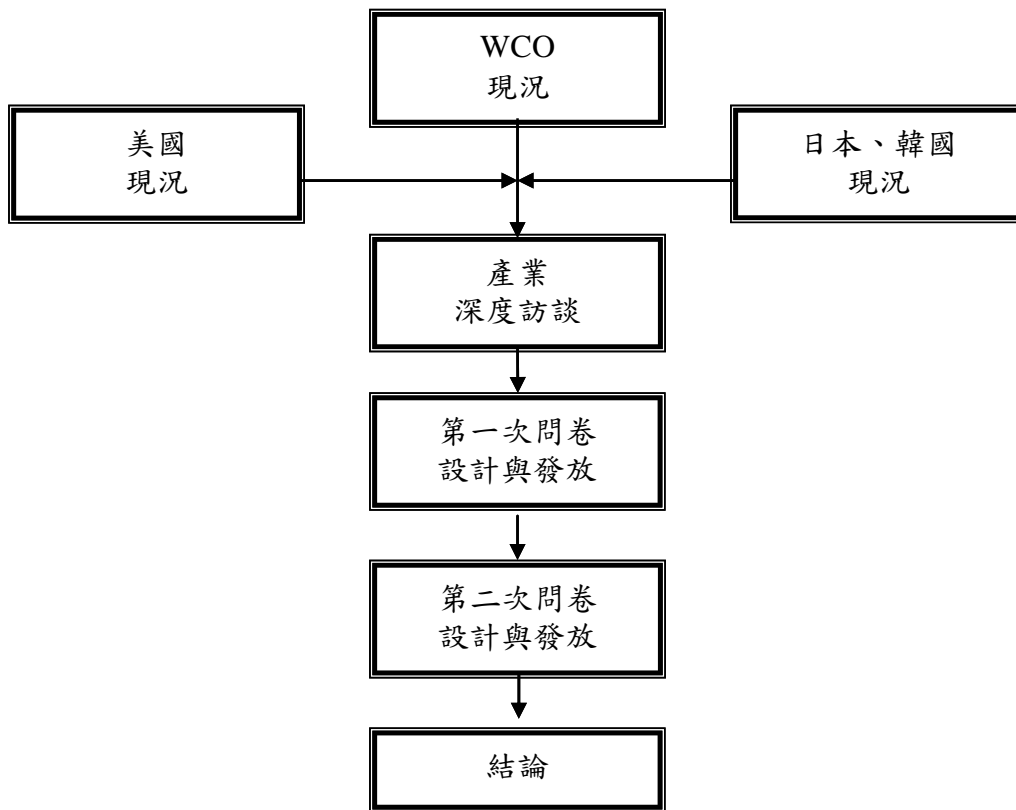 WCO
現況
美國
現況
日本、韓國
現況
產業
深度訪談
第一次問卷
設計與發放
第二次問卷
設計與發放
結論